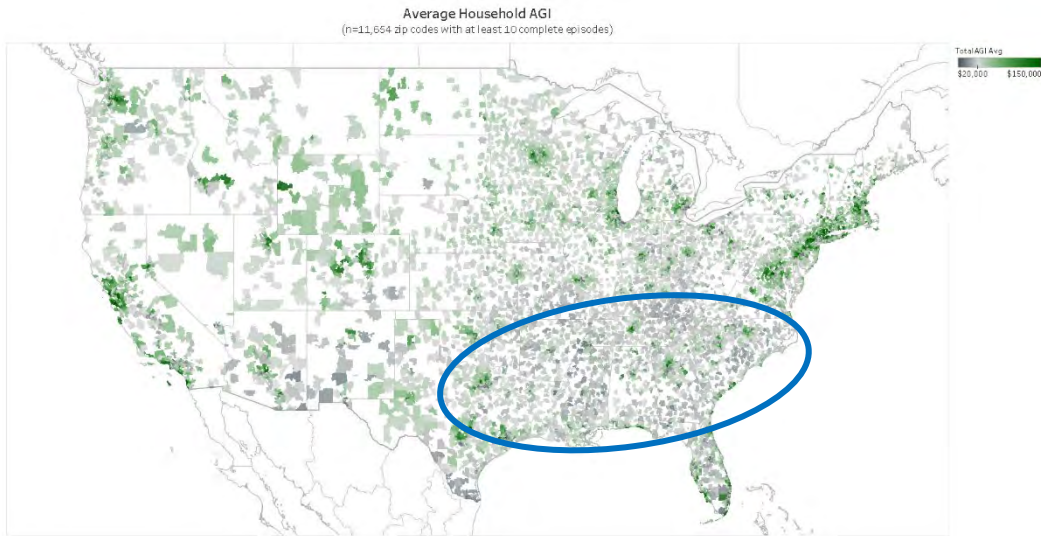 Average Household AGI
(n=11,654 zip codes with at least 10 complete episodes)
Total AGI Avg
$20,000 $150,000